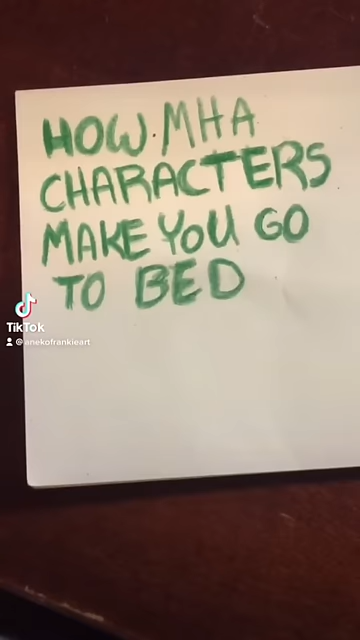 HOW MHA
CHARACTERS
MAKE YOU GO
TO BED
TikTok
@anekofrankieart